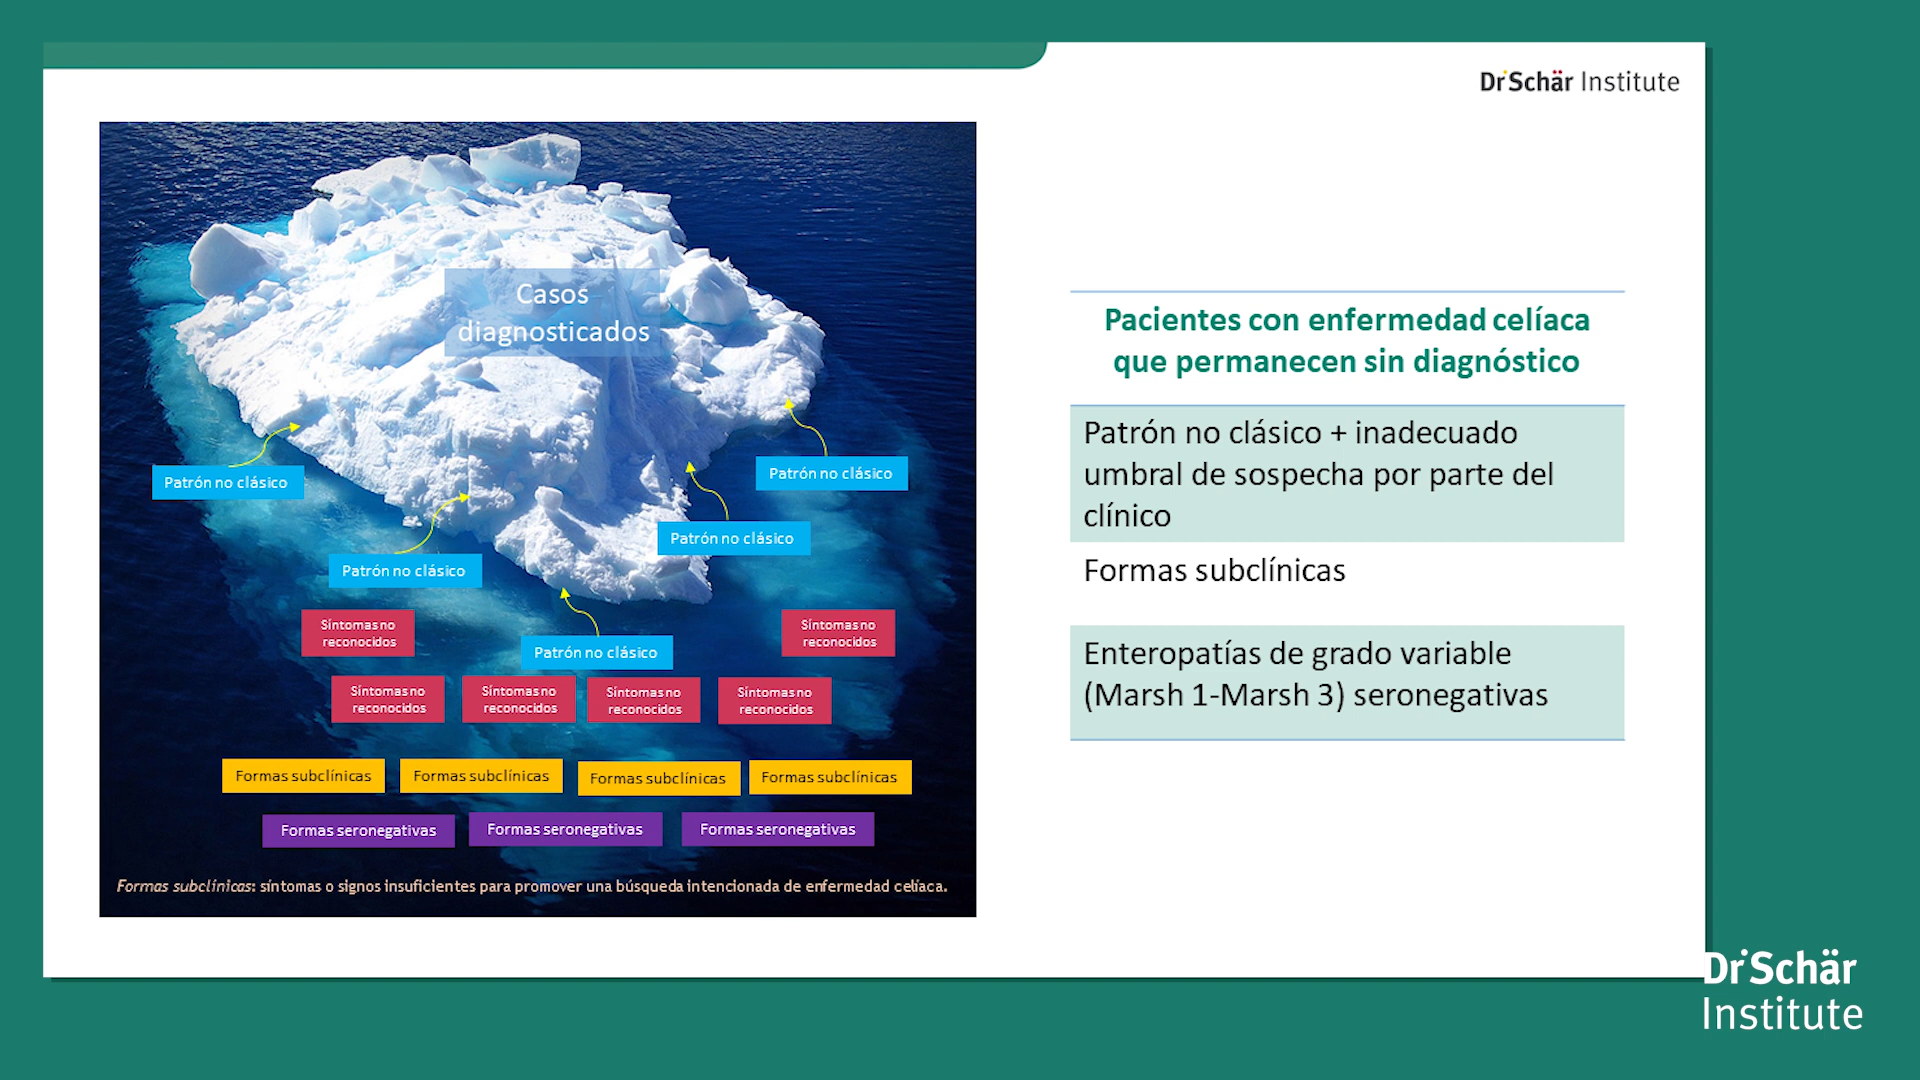 Dr Schär Institute
Casos
diagnosticados
Patrón no clásico
Patrón no clásico
Patrón no clásico
Patrón no clásico
Patrón no clásico
Síntomas no
reconocidos
Síntomas no
reconocidos
Síntomas no
reconocidos
Síntomas no
reconocidos
Síntomas no
reconocidos
Síntomas no
reconocidos
Formas subclínicas
Formas subclínicas
Formas subclínicas
Formas subclínicas
Formas seronegativas
Formas seronegativas
Formas seronegativas
Formas subclínicas: síntomas o signos insuficientes para promover una búsqueda intencionada de enfermedad celíaca.
Pacientes con enfermedad celíaca
que permanecen sin diagnóstico
Patrón no clásico + inadecuado
umbral de sospecha por parte del
clínico
Formas subclínicas
Enteropatías de grado variable
(Marsh 1-Marsh 3) seronegativas
Dr Schär
Institute